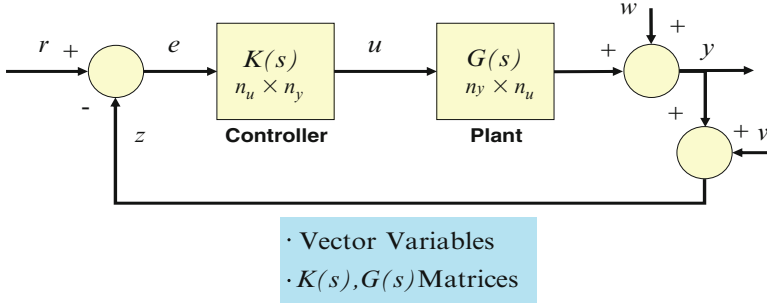 w
+
r + e K(s) u G(s) + y
n_u × n_y n_y × n_u
- + + v
Controller Plant
z
· Vector Variables
· K(s), G(s) Matrices